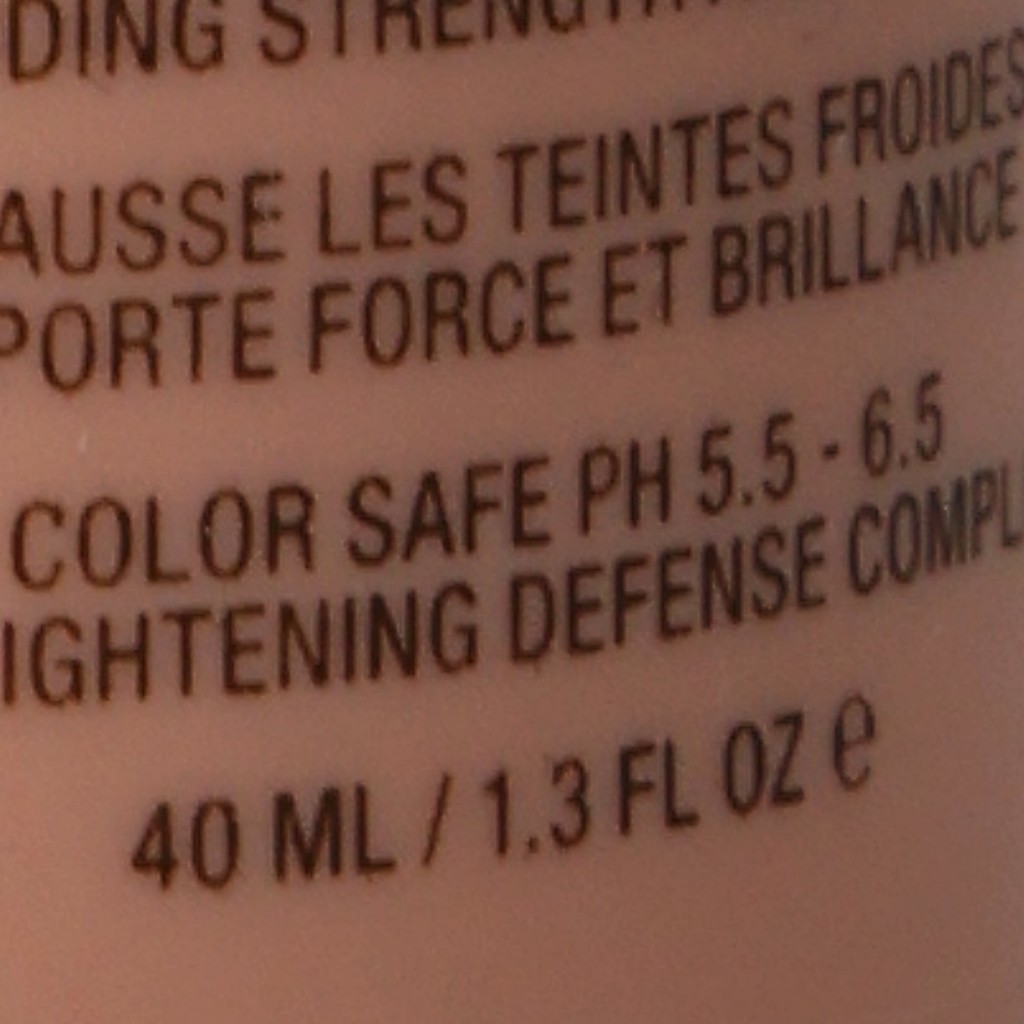 DING STRENGTH
AUSSE LES TEINTES FROIDES
PORTE FORCE ET BRILLANCE
COLOR SAFE PH 5.5 - 6.5
IGHTENING DEFENSE COMPL
40 ML / 1.3 FL OZ e